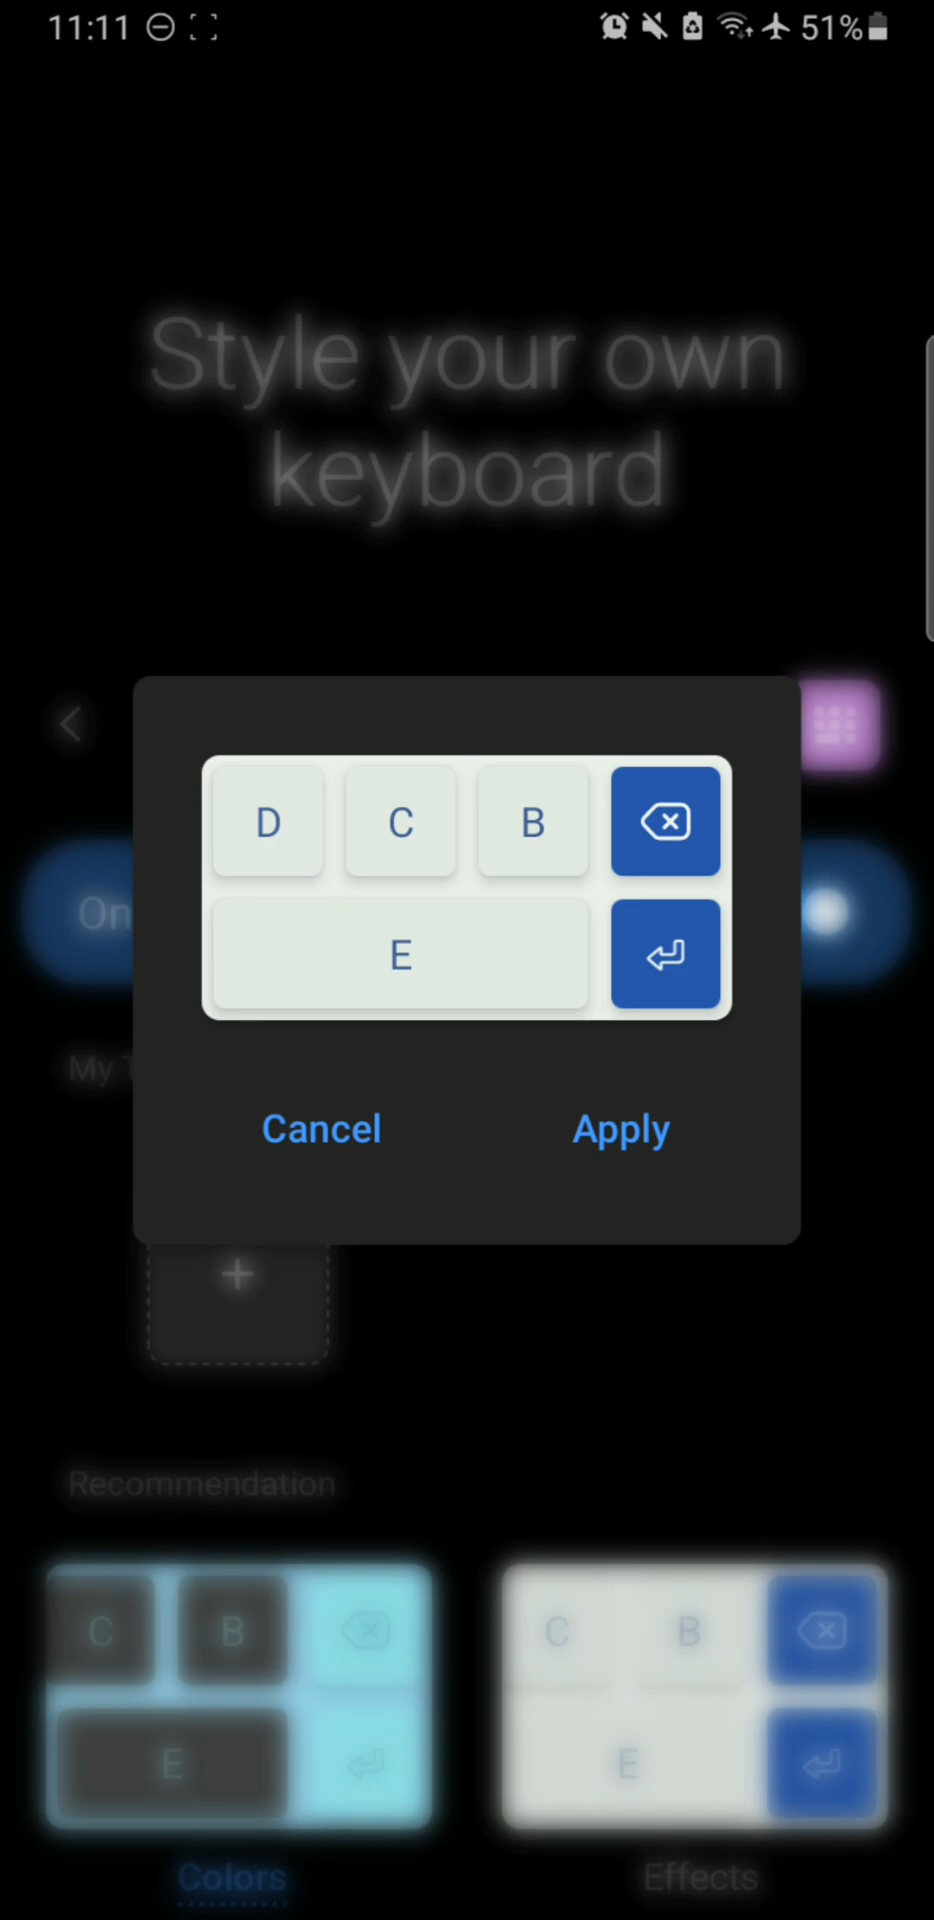 11:11 51%
Style your own
keyboard
On
My T
D C B
E
Cancel Apply
Recommendation
C B C B
E E
Colors Effects